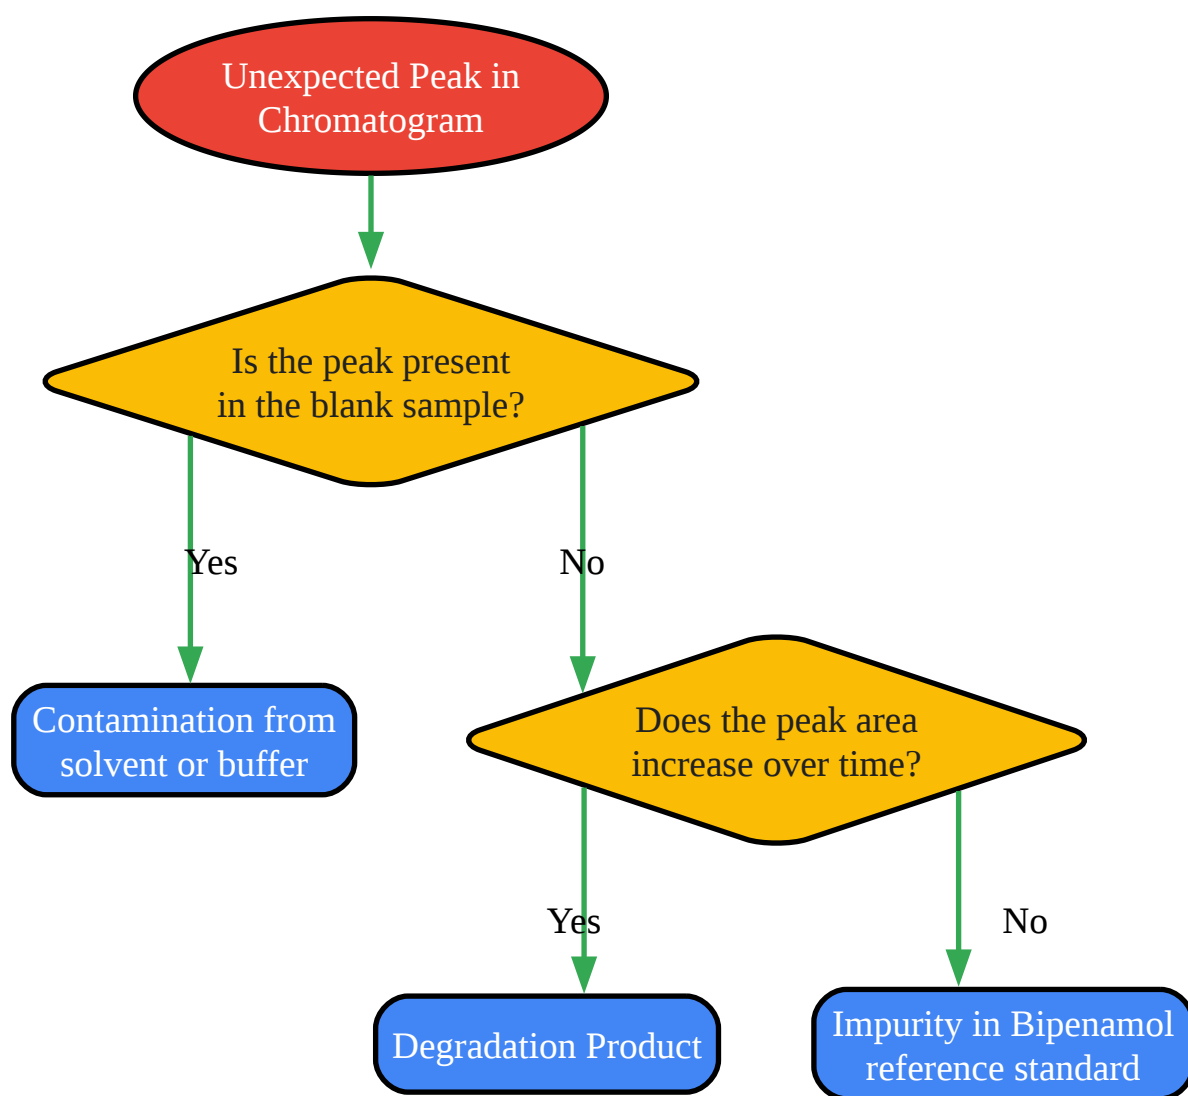 Unexpected Peak in
Chromatogram
Is the peak present
in the blank sample?
Yes
No
Contamination from
solvent or buffer
Does the peak area
increase over time?
Yes
No
Degradation Product
Impurity in Bipenamol
reference standard